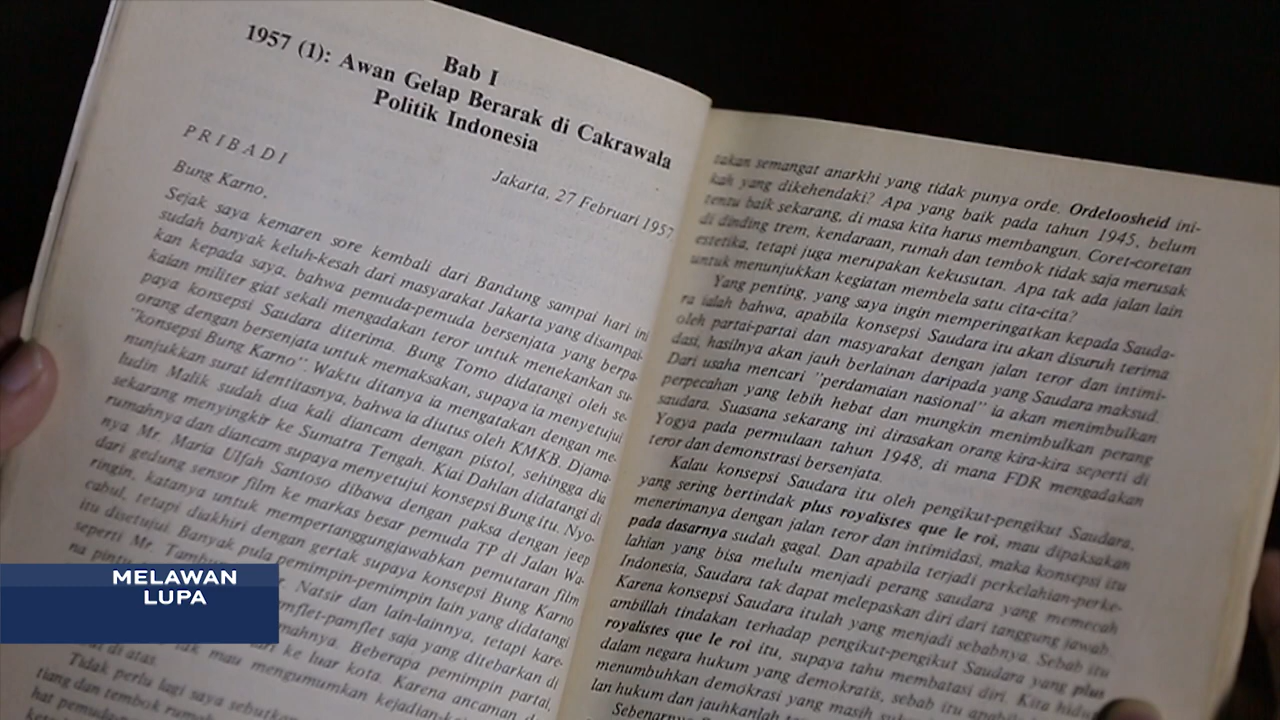 Bab I
1957 (1): Awan Gelap Berarak di Cakrawala
Politik Indonesia
PRIBADI
Jakarta, 27 Februari 1957
Bung Karno,
Sejak saya kemaren sore kembali dari Bandung sampai hari ini
sudah banyak keluh-kesah dari masyarakat Jakarta yang disampai-
kan kepada saya, bahwa pemuda-pemuda bersenjata yang berpa-
kaian militer giat sekali mengadakan teror untuk menekankan su-
paya konsepsi Saudara diterima. Bung Tomo didatangi oleh se-
orang dengan bersenjata untuk memaksakan, supaya ia menyetujui
"konsepsi Bung Karno". Waktu ditanya ia mengatakan dengan me-
nunjukkan surat identitasnya, bahwa ia diutus oleh KMKB. Djama-
ludin Malik sudah dua kali diancam dengan pistol, sehingga dia
sekarang menyingkir ke Sumatra Tengah. Kiai Dahlan didatangi di
rumahnya dan diancam supaya menyetujui konsepsi Bung itu. Nyo-
nya Mr. Maria Ulfah Santoso dibawa dengan paksa dengan jeep
dari gedung sensor film ke markas besar pemuda TP di Jalan Wa-
ringin, katanya untuk mempertanggungjawabkan pemutaran film
cabul, tetapi diakhiri dengan gertak supaya konsepsi Bung Karno
itu disetujui. Banyak pula pemimpin-pemimpin lain yang didatangi
seperti Mr. Natsir dan lain-lainnya, tetapi kare-
na pintu pamflet-pamflet saja yang ditebarkan di
rumahnya. Beberapa pemimpin partai,
ke luar kota. Karena ancaman
di atas. tak mau mengumumkan
Tidak perlu lagi saya sebutkan
tiang dan tembok
takan semangat anarkhi yang tidak punya orde. Ordeloosheid ini-
kah yang dikehendaki? Apa yang baik pada tahun 1945, belum
tentu baik sekarang, di masa kita harus membangun. Coret-coretan
di dinding trem, kendaraan, rumah dan tembok tidak saja merusak
estetika, tetapi juga merupakan kekusutan. Apa tak ada jalan lain
untuk menunjukkan kegiatan membela satu cita-cita?
Yang penting, yang saya ingin memperingatkan kepada Sauda-
ra ialah bahwa, apabila konsepsi Saudara itu akan disuruh terima
oleh partai-partai dan masyarakat dengan jalan teror dan intimi-
dasi, hasilnya akan jauh berlainan daripada yang Saudara maksud.
Dari usaha mencari "perdamaian nasional" ia akan menimbulkan
perpecahan yang lebih hebat dan mungkin menimbulkan perang
saudara. Suasana sekarang ini dirasakan orang kira-kira seperti di
Yogya pada permulaan tahun 1948, di mana FDR mengadakan
teror dan demonstrasi bersenjata.
Kalau konsepsi Saudara itu oleh pengikut-pengikut Saudara,
yang sering bertindak plus royalistes que le roi, mau dipaksakan
menerimanya dengan jalan teror dan intimidasi, maka konsepsi itu
pada dasarnya sudah gagal. Dan apabila terjadi perkelahian-perke-
lahian yang bisa melulu menjadi perang saudara yang memecah
Indonesia, Saudara tak dapat melepaskan diri dari tanggung jawab.
Karena konsepsi Saudara itulah yang menjadi sebabnya. Sebab itu
ambillah tindakan terhadap pengikut-pengikut Saudara yang plus
royalistes que le roi itu, supaya tahu membatasi diri. Kita hidup
dalam negara hukum yang demokratis, sebab itu
menumbuhkan demokrasi yang masih
lan hukum dan jauhkanlah
Sebenarnya
MELAWAN
LUPA